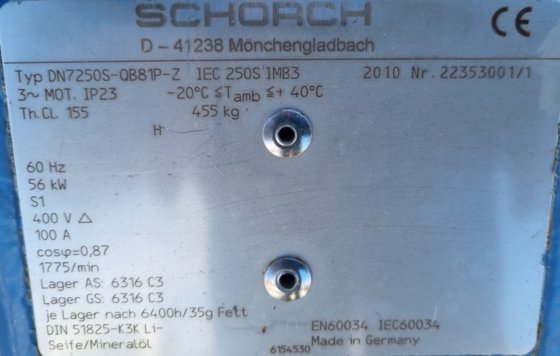 SCHORCH
D - 41238 Mönchengladbach
CE
Typ DN7250S-QB81P-Z IEC 250S IMB3 2010 Nr. 22353001/1
3~ MOT. IP23 -20°C ≤ Tamb ≤ + 40°C
Th.Cl. 155 455 kg
H
60 Hz
56 kW
S1
400 V △
100 A
cosφ=0,87
1775/min
Lager AS: 6316 C3
Lager GS: 6316 C3
je Lager nach 6400h/35g Fett
DIN 51825-K3K Li- EN60034 IEC60034
Seife/Mineralöl 6154530 Made in Germany